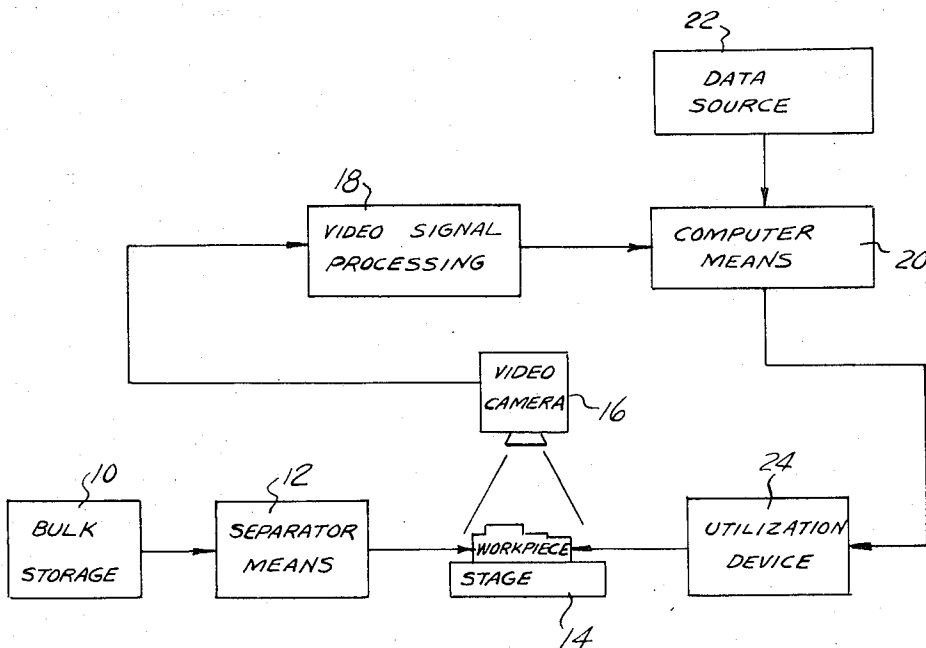 22
DATA
SOURCE
18
VIDEO SIGNAL
PROCESSING
COMPUTER
MEANS
20
VIDEO
CAMERA
16
10
BULK
STORAGE
12
SEPARATOR
MEANS
WORKPIECE
STAGE
14
24
UTILIZATION
DEVICE